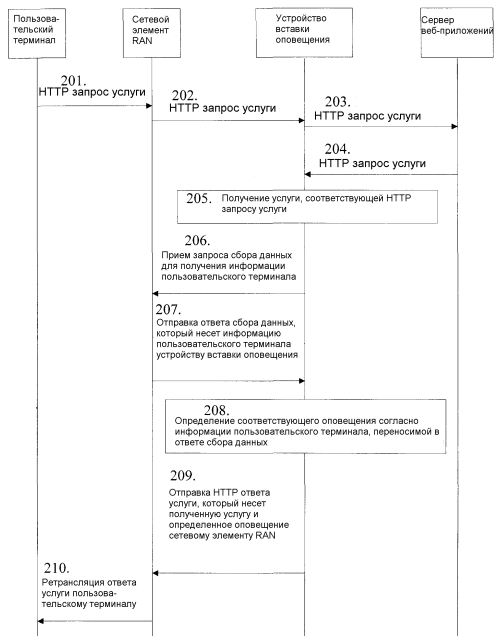 Пользова-
тельский
терминал
Сетевой
элемент
RAN
Устройство
вставки
оповещения
Сервер
веб-приложений
201.
HTTP запрос услуги
202.
HTTP запрос услуги
203.
HTTP запрос услуги
204.
HTTP запрос услуги
205. Получение услуги, соответствующей HTTP
запросу услуги
206.
Прием запроса сбора данных
для получения информации
пользовательского терминала
207.
Отправка ответа сбора данных,
который несет информацию
пользовательского терминала
устройству вставки оповещения
208.
Определение соответствующего оповещения согласно
информации пользовательского терминала, переносимой в
ответе сбора данных
209.
Отправка HTTP ответа
услуги, который несет
полученную услугу и
определенное оповещение
сетевому элементу RAN
210.
Ретрансляция ответа
услуги пользова-
тельскому терминалу